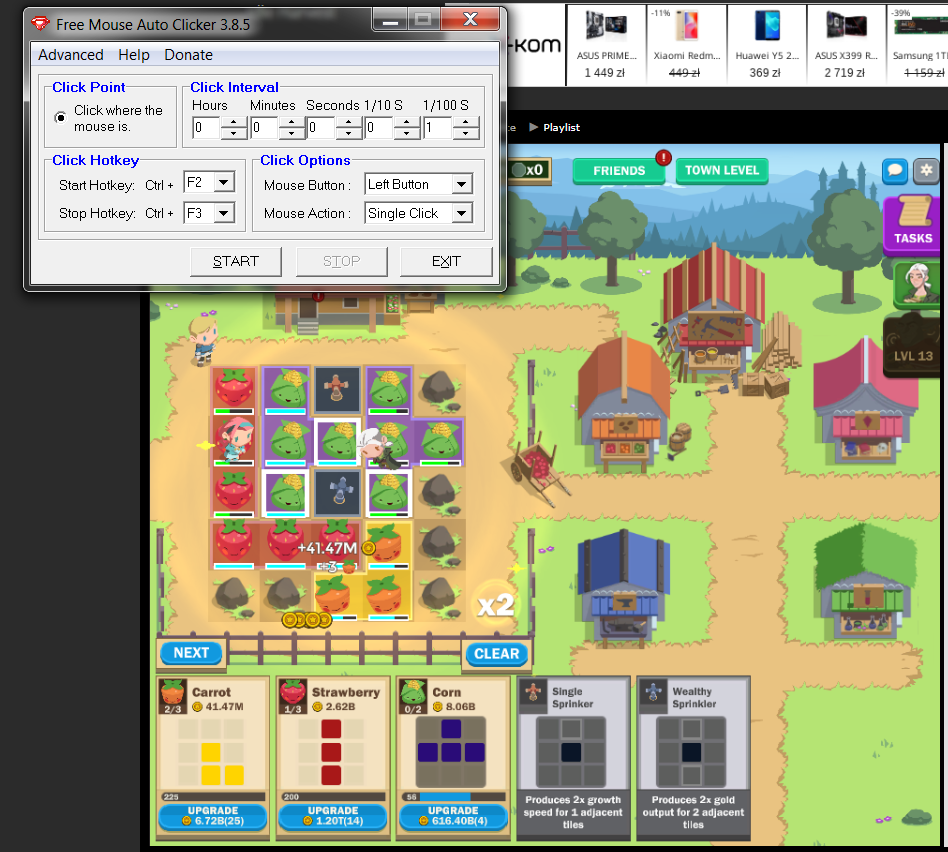 Free Mouse Auto Clicker 3.8.5
Advanced Help Donate
Click Point
Click where the
mouse is.
Click Interval
Hours Minutes Seconds 1/10 S 1/100 S
0 0 0 0 1
Click Hotkey
Start Hotkey: Ctrl + F2
Stop Hotkey: Ctrl + F3
Click Options
Mouse Button : Left Button
Mouse Action : Single Click
START STOP EXIT
-kom
ASUS PRIME...
1 449 zł
-11%
Xiaomi Redm...
449 zł
Huawei Y5 2...
369 zł
ASUS X399 R...
2 719 zł
-39%
Samsung 1T
1 159 zł
Playlist
x0
FRIENDS
!
TOWN LEVEL
TASKS
LVL 13
!
+41.47M
+3
x2
NEXT
CLEAR
Carrot
2/3 41.47M
225
UPGRADE
6.72B(25)
Strawberry
1/3 2.62B
200
UPGRADE
1.20T(14)
Corn
0/2 8.06B
56
UPGRADE
616.40B(4)
Single
Sprinker
Produces 2x growth
speed for 1 adjacent
tiles
Wealthy
Sprinkler
Produces 2x gold
output for 2 adjacent
tiles